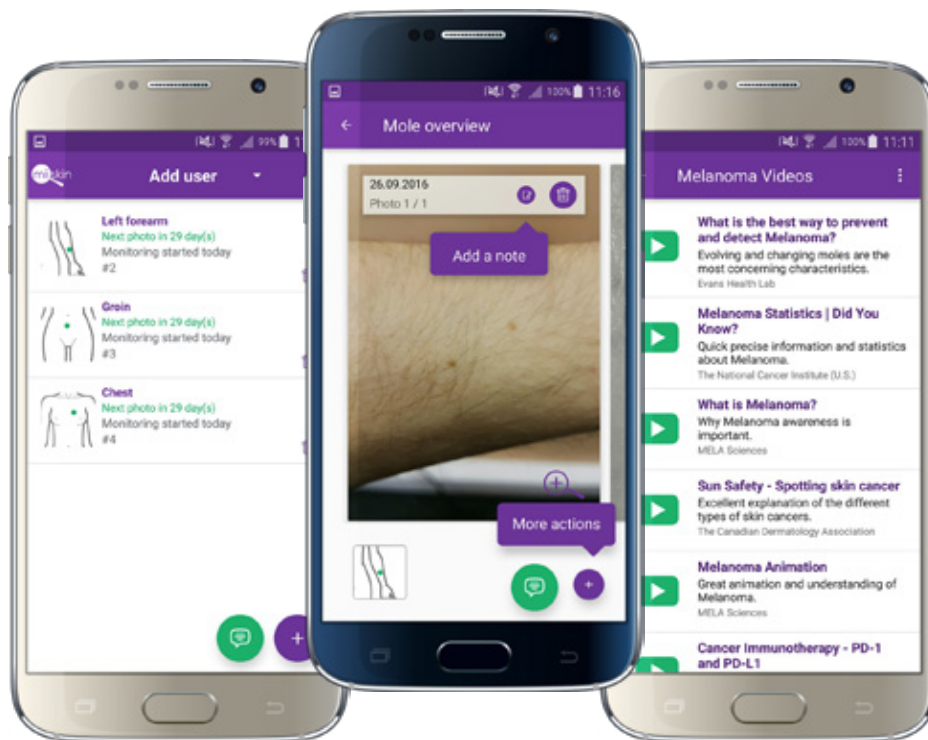 99% 1
miiskin
Add user
Left forearm
Next photo in 29 day(s)
Monitoring started today
#2
Groin
Next photo in 29 day(s)
Monitoring started today
#3
Chest
Next photo in 29 day(s)
Monitoring started today
#4
+
100% 11:16
Mole overview
26.09.2016
Photo 1 / 1
Add a note
More actions
+
100% 11:11
Melanoma Videos
What is the best way to prevent
and detect Melanoma?
Evolving and changing moles are the
most concerning characteristics.
Evans Health Lab
Melanoma Statistics | Did You
Know?
Quick precise information and statistics
about Melanoma.
The National Cancer Institute (U.S.)
What is Melanoma?
Why Melanoma awareness is
important.
MELA Sciences
Sun Safety - Spotting skin cancer
Excellent explanation of the different
types of skin cancers.
The Canadian Dermatology Association
Melanoma Animation
Great animation and understanding of
Melanoma.
MELA Sciences
Cancer Immunotherapy - PD-1
and PD-L1